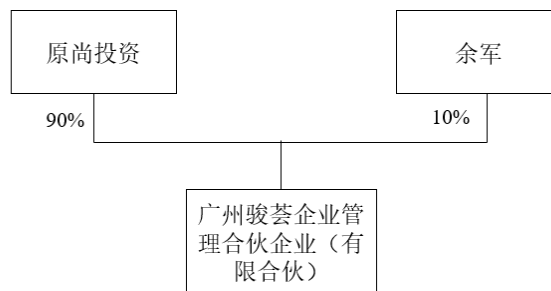 原尚投资
余军
90%
10%
广州骏荟企业管
理合伙企业（有
限合伙）